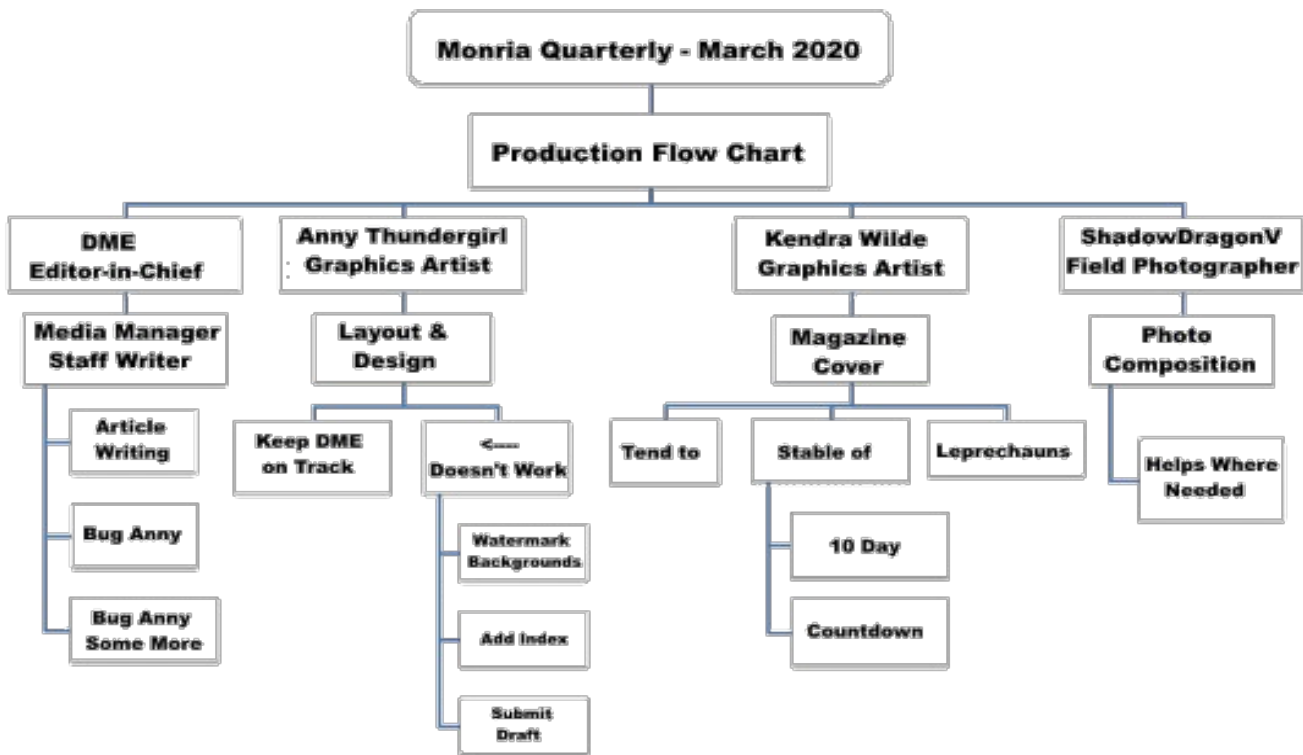 Monria Quarterly - March 2020
Production Flow Chart
DME
Editor-in-Chief
Anny Thundergirl
Graphics Artist
Kendra Wilde
Graphics Artist
ShadowDragonV
Field Photographer
Media Manager
Staff Writer
Layout &
Design
Magazine
Cover
Photo
Composition
Article
Writing
Bug Anny
Bug Anny
Some More
Keep DME
on Track
<----
Doesn't Work
Watermark
Backgrounds
Add Index
Submit
Draft
Tend to
Stable of
Leprechauns
10 Day
Countdown
Helps Where
Needed